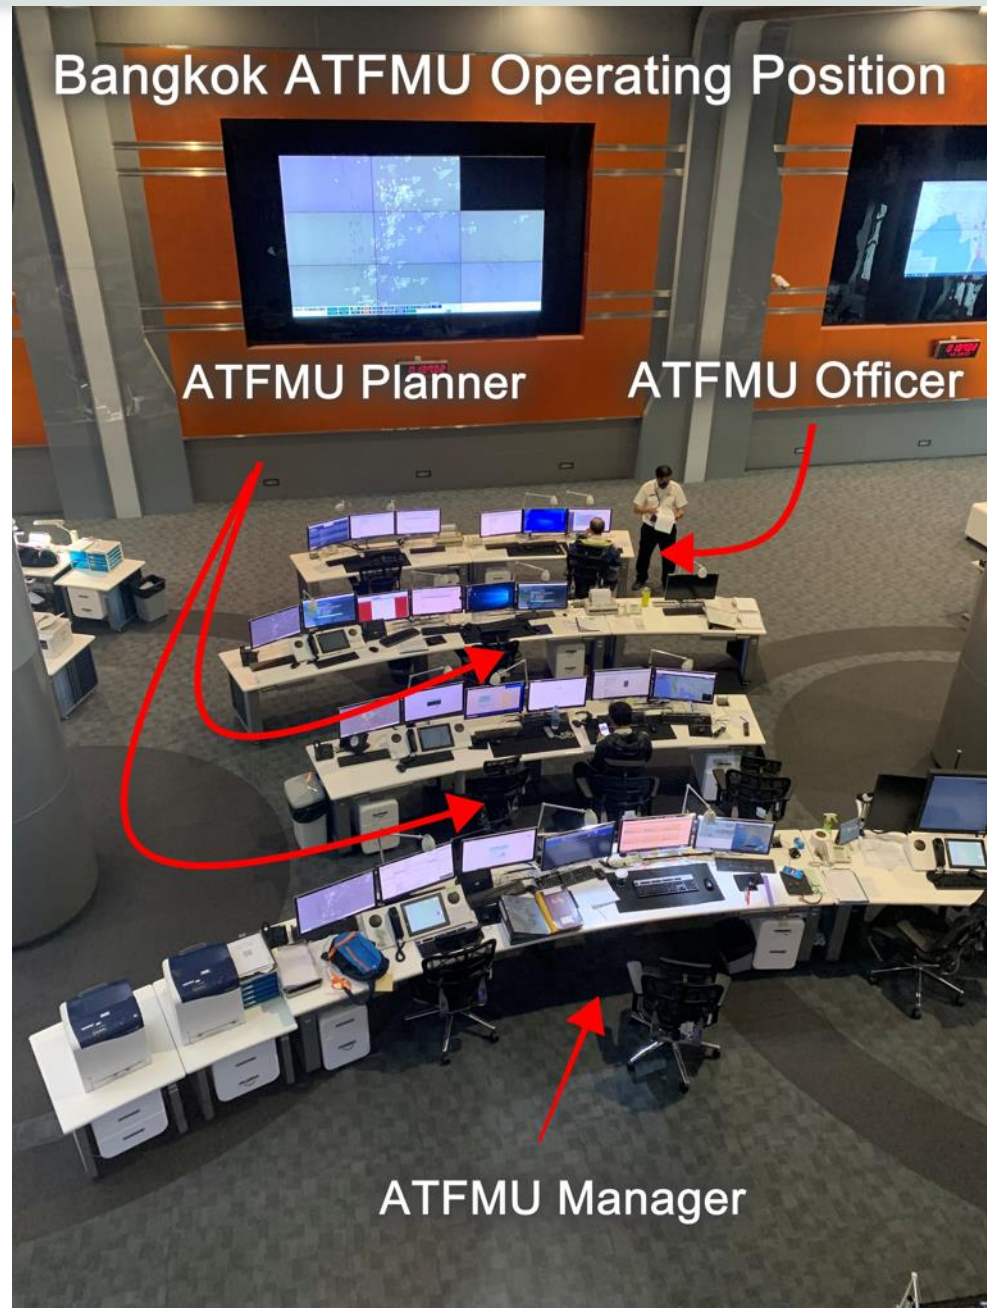 Bangkok ATFMU Operating Position
ATFMU Planner
ATFMU Officer
ATFMU Manager